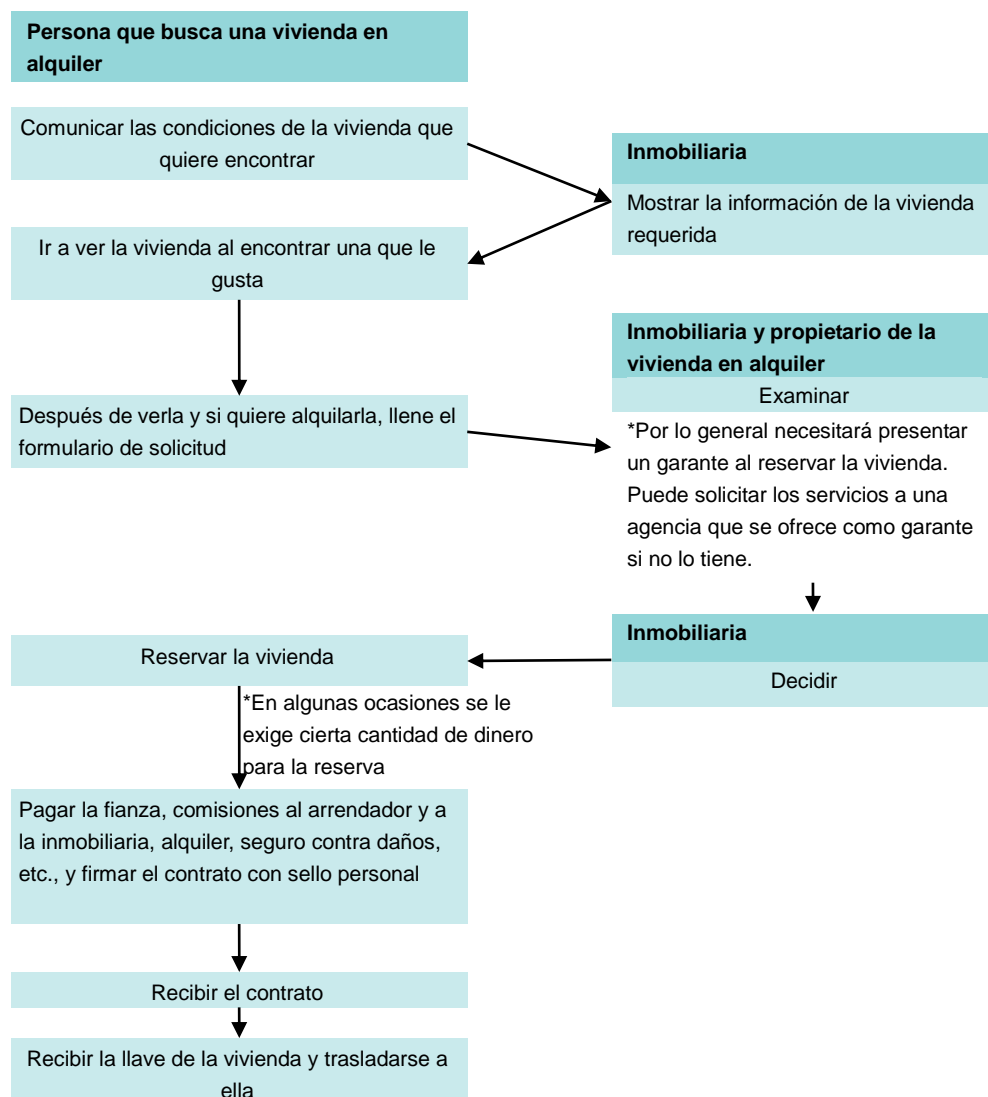 Persona que busca una vivienda en
alquiler
Comunicar las condiciones de la vivienda que
quiere encontrar
Inmobiliaria
Mostrar la información de la vivienda
requerida
Ir a ver la vivienda al encontrar una que le
gusta
Inmobiliaria y propietario de la
vivienda en alquiler
Examinar
Después de verla y si quiere alquilarla, llene el
formulario de solicitud
*Por lo general necesitará presentar
un garante al reservar la vivienda.
Puede solicitar los servicios a una
agencia que se ofrece como garante
si no lo tiene.
Inmobiliaria
Decidir
Reservar la vivienda
*En algunas ocasiones se le
exige cierta cantidad de dinero
para la reserva
Pagar la fianza, comisiones al arrendador y a
la inmobiliaria, alquiler, seguro contra daños,
etc., y firmar el contrato con sello personal
Recibir el contrato
Recibir la llave de la vivienda y trasladarse a
ella